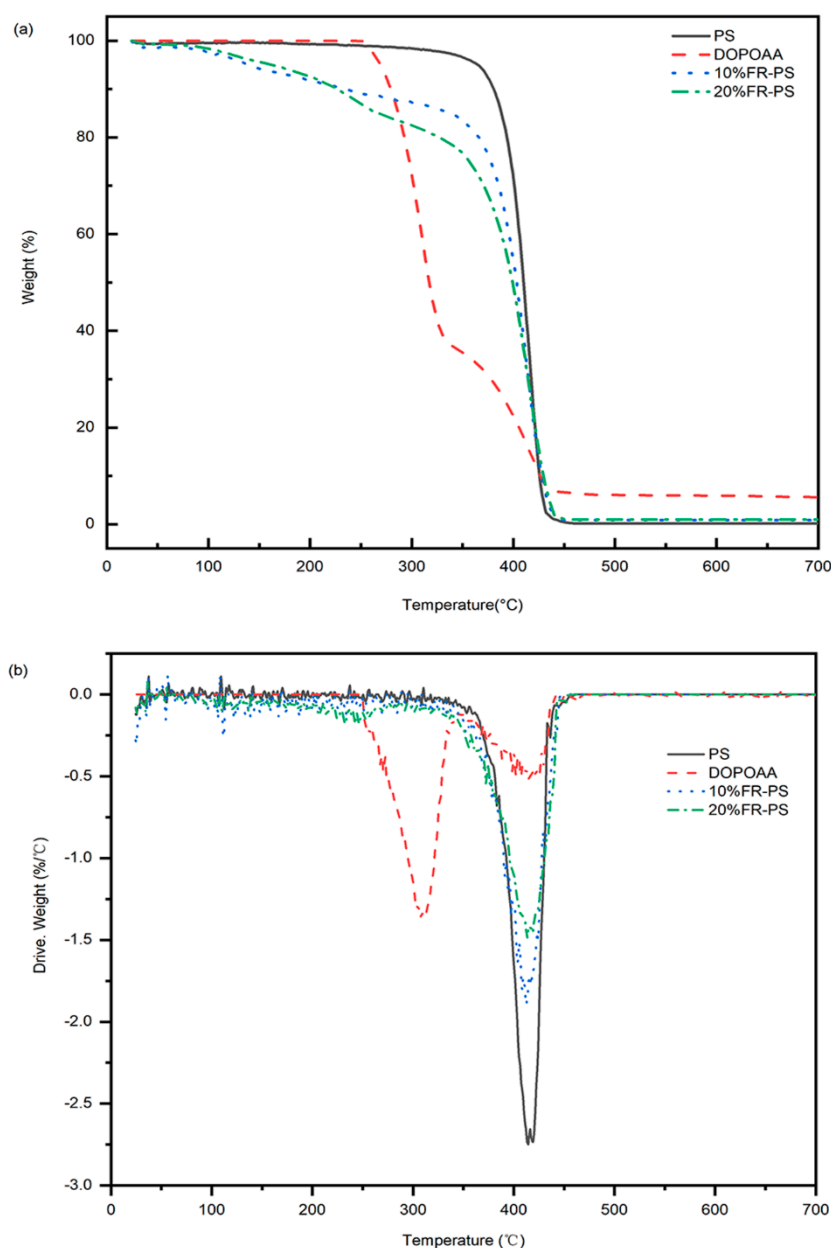 (a)
PS
DOPOAA
10%FR-PS
20%FR-PS
100
80
60
40
20
0
Weight (%)
0 100 200 300 400 500 600 700
Temperature(°C)
(b)
0.0
-0.5
-1.0
-1.5
-2.0
-2.5
-3.0
Drive. Weight (%/℃)
PS
DOPOAA
10%FR-PS
20%FR-PS
0 100 200 300 400 500 600 700
Temperature (℃)